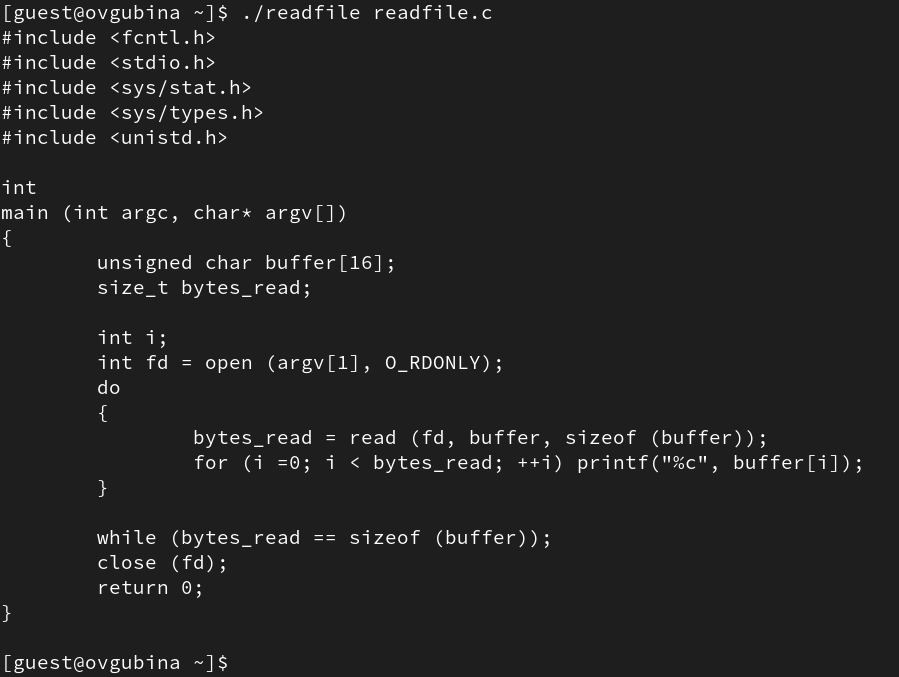 [guest@ovgubina ~]$ ./readfile readfile.c
#include <fcntl.h>
#include <stdio.h>
#include <sys/stat.h>
#include <sys/types.h>
#include <unistd.h>

int
main (int argc, char* argv[])
{
        unsigned char buffer[16];
        size_t bytes_read;

        int i;
        int fd = open (argv[1], O_RDONLY);
        do
        {
                bytes_read = read (fd, buffer, sizeof (buffer));
                for (i =0; i < bytes_read; ++i) printf("%c", buffer[i]);
        }

        while (bytes_read == sizeof (buffer));
        close (fd);
        return 0;
}

[guest@ovgubina ~]$